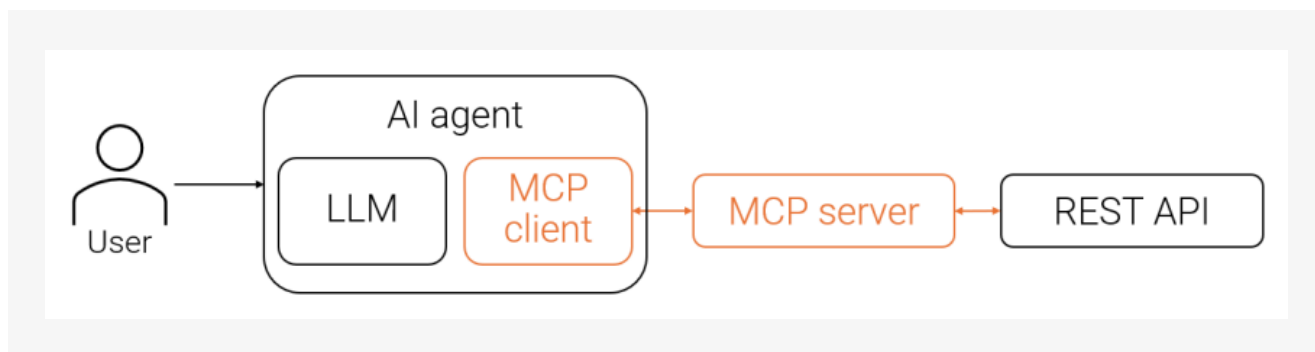 AI agent
User
LLM
MCP
client
MCP server
REST API